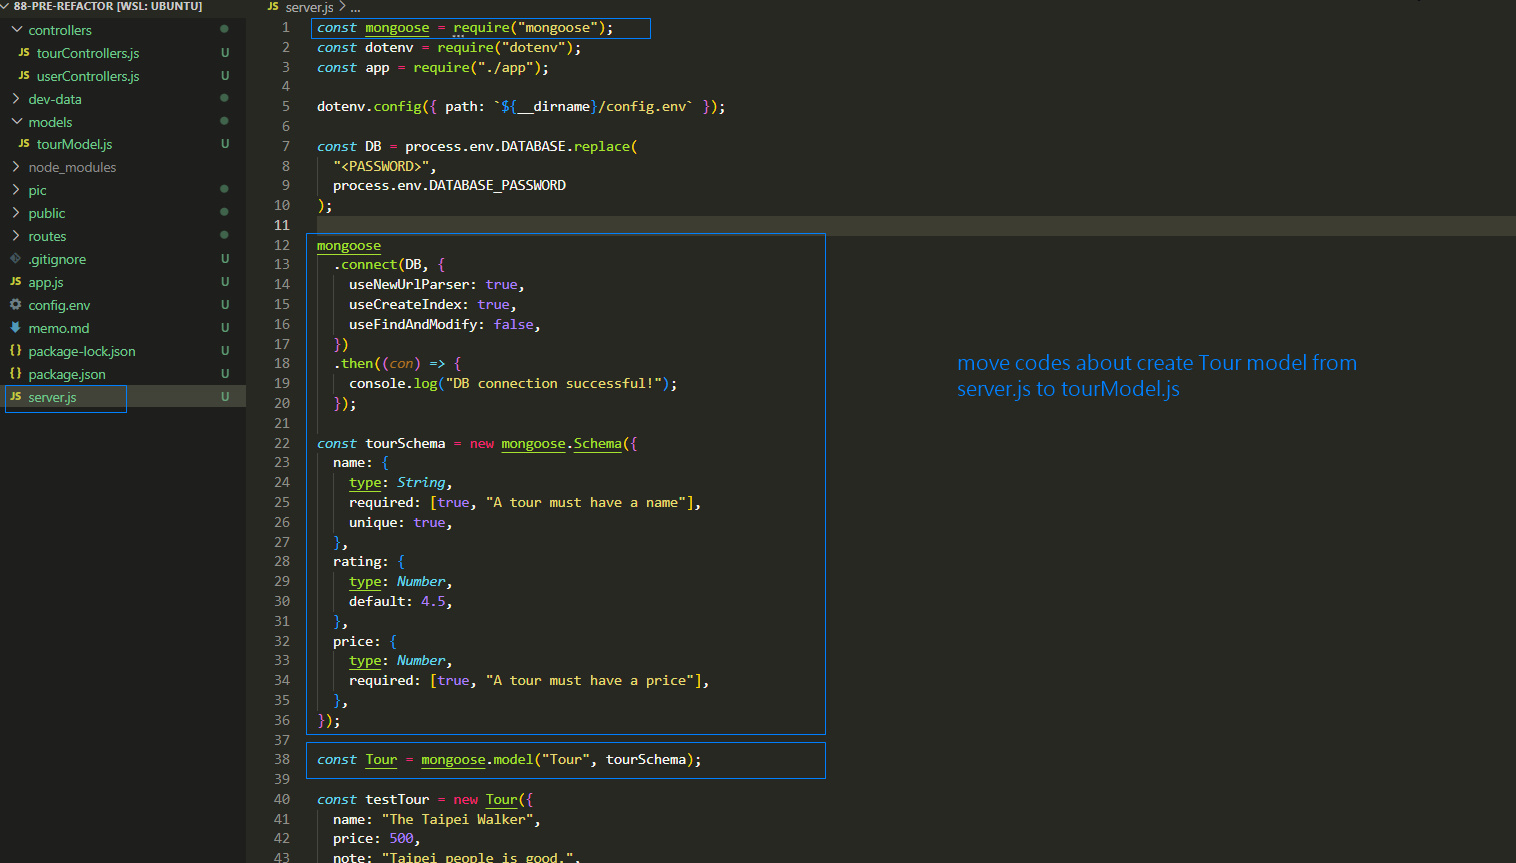 88-PRE-REFACTOR [WSL: UBUNTU]
controllers
JS tourControllers.js U
JS userControllers.js U
dev-data
models
JS tourModel.js U
node_modules
pic
public
routes
.gitignore U
JS app.js U
config.env U
memo.md U
{} package-lock.json U
{} package.json U
JS server.js U
JS server.js > ...
1 const mongoose = require("mongoose");
2 const dotenv = require("dotenv");
3 const app = require("./app");
4
5 dotenv.config({ path: `${__dirname}/config.env` });
6
7 const DB = process.env.DATABASE.replace(
8 "<PASSWORD>",
9 process.env.DATABASE_PASSWORD
10 );
11
12 mongoose
13 .connect(DB, {
14 useNewUrlParser: true,
15 useCreateIndex: true,
16 useFindAndModify: false,
17 })
18 .then((con) => {
19 console.log("DB connection successful!");
20 });
21
22 const tourSchema = new mongoose.Schema({
23 name: {
24 type: String,
25 required: [true, "A tour must have a name"],
26 unique: true,
27 },
28 rating: {
29 type: Number,
30 default: 4.5,
31 },
32 price: {
33 type: Number,
34 required: [true, "A tour must have a price"],
35 },
36 });
37
38 const Tour = mongoose.model("Tour", tourSchema);
39
40 const testTour = new Tour({
41 name: "The Taipei Walker",
42 price: 500,
43 note: "Taipei people is good.",
move codes about create Tour model from
server.js to tourModel.js